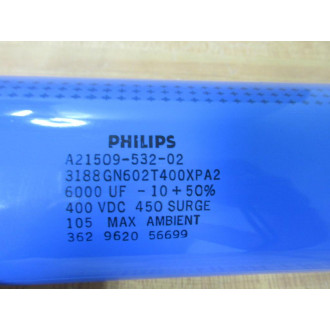 PHILIPS
A21509-532-02
3188GN602T400XPA2
6000 UF -10 +50%
400 VDC 450 SURGE
105 MAX AMBIENT
362 9620 56699